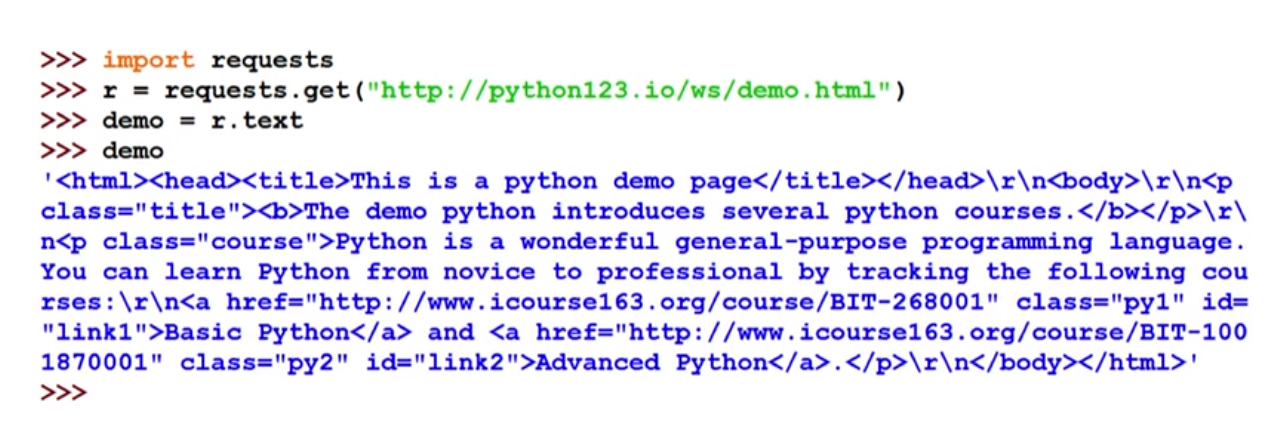 >>> import requests
>>> r = requests.get("http://python123.io/ws/demo.html")
>>> demo = r.text
>>> demo
'<html><head><title>This is a python demo page</title></head>\r\n<body>\r\n<p
class="title"><b>The demo python introduces several python courses.</b></p>\r\
n<p class="course">Python is a wonderful general-purpose programming language.
You can learn Python from novice to professional by tracking the following cou
rses:\r\n<a href="http://www.icourse163.org/course/BIT-268001" class="py1" id=
"link1">Basic Python</a> and <a href="http://www.icourse163.org/course/BIT-100
1870001" class="py2" id="link2">Advanced Python</a>.</p>\r\n</body></html>'
>>>